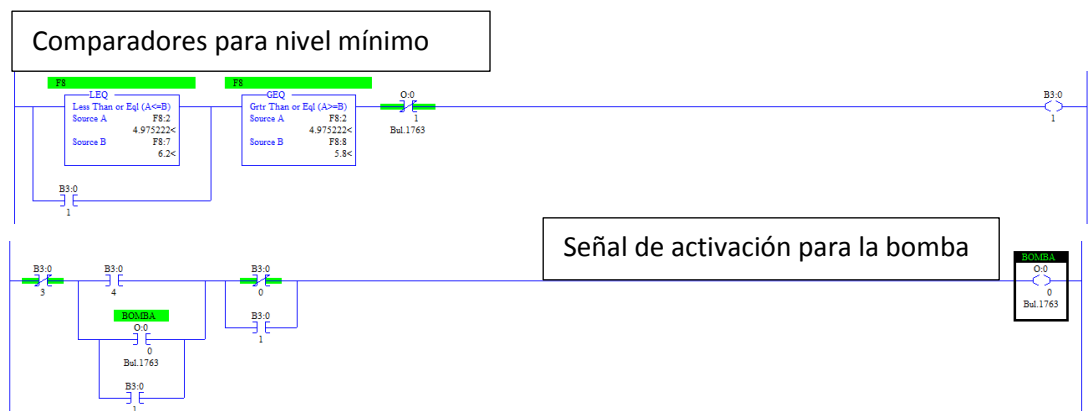 Comparadores para nivel mínimo
F8
LEQ
Less Than or Eql (A<=B)
Source A F8:2
4.975222<
Source B F8:7
6.2<
F8
GEQ
Grtr Than or Eql (A>=B)
Source A F8:2
4.975222<
Source B F8:8
5.8<
O:0
1
Bul.1763
B3:0
1
B3:0
1
Señal de activación para la bomba
B3:0
3
B3:0
4
B3:0
0
BOMBA
O:0
0
Bul.1763
BOMBA
O:0
0
Bul.1763
B3:0
1
B3:0
1